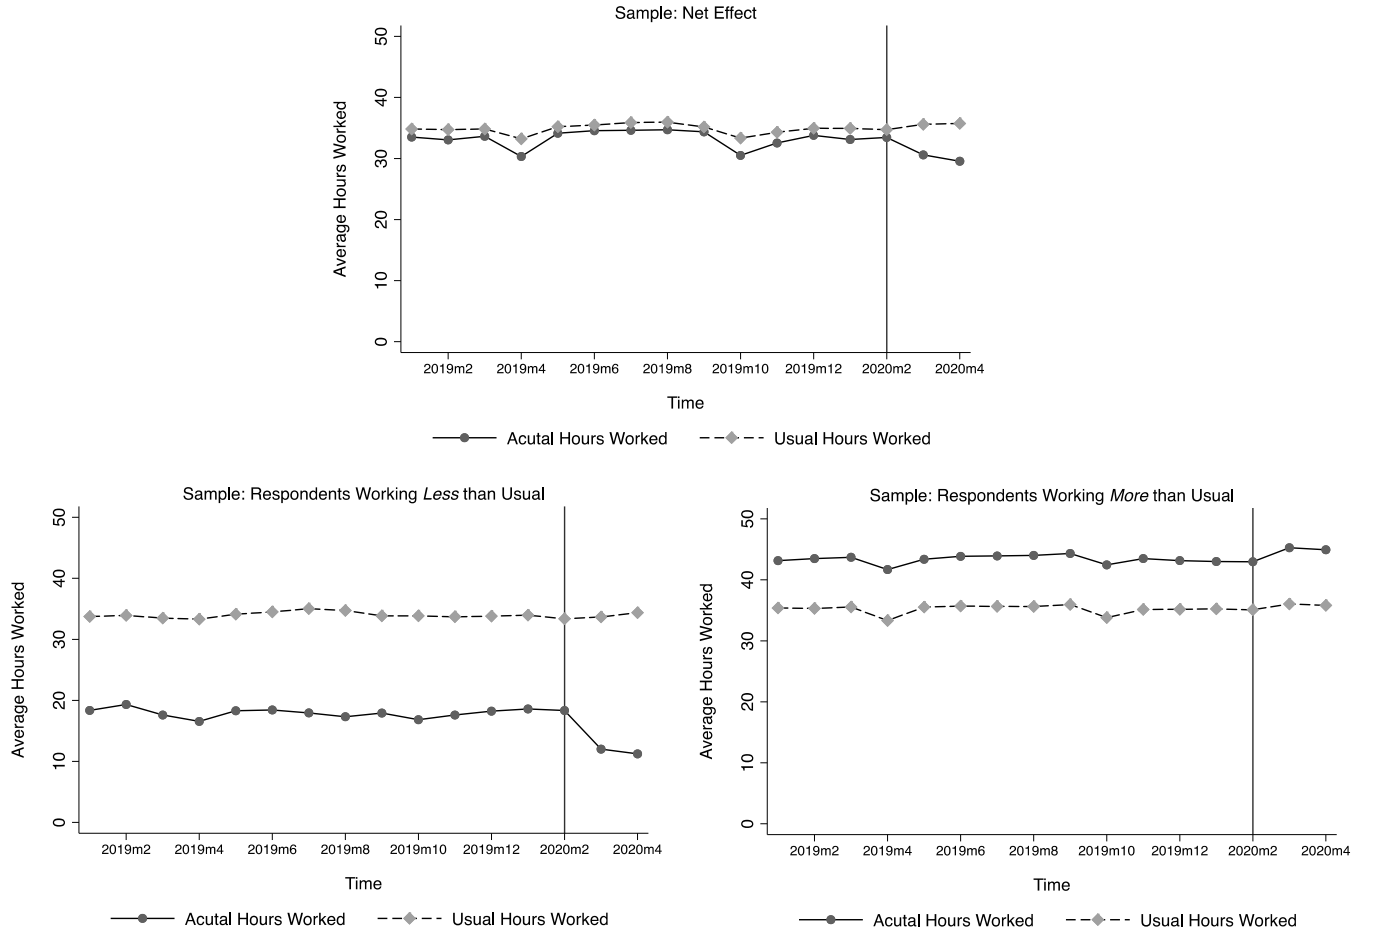 Sample: Net Effect
Average Hours Worked
50
40
30
20
10
0
2019m2 2019m4 2019m6 2019m8 2019m10 2019m12 2020m2 2020m4
Time
Acutal Hours Worked Usual Hours Worked
Sample: Respondents Working Less than Usual
Average Hours Worked
50
40
30
20
10
0
2019m2 2019m4 2019m6 2019m8 2019m10 2019m12 2020m2 2020m4
Time
Acutal Hours Worked Usual Hours Worked
Sample: Respondents Working More than Usual
Average Hours Worked
50
40
30
20
10
0
2019m2 2019m4 2019m6 2019m8 2019m10 2019m12 2020m2 2020m4
Time
Acutal Hours Worked Usual Hours Worked